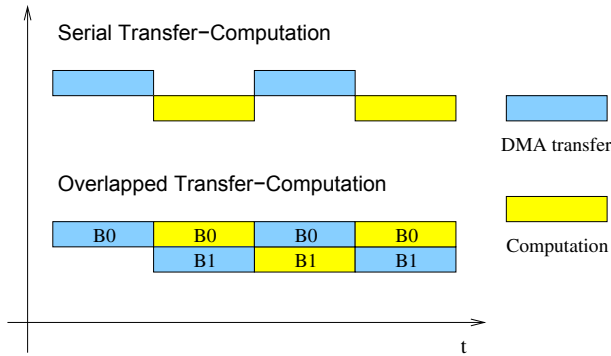 Serial Transfer−Computation
DMA transfer
Overlapped Transfer−Computation
B0 B0 B0 B0
B1 B1 B1
Computation
t